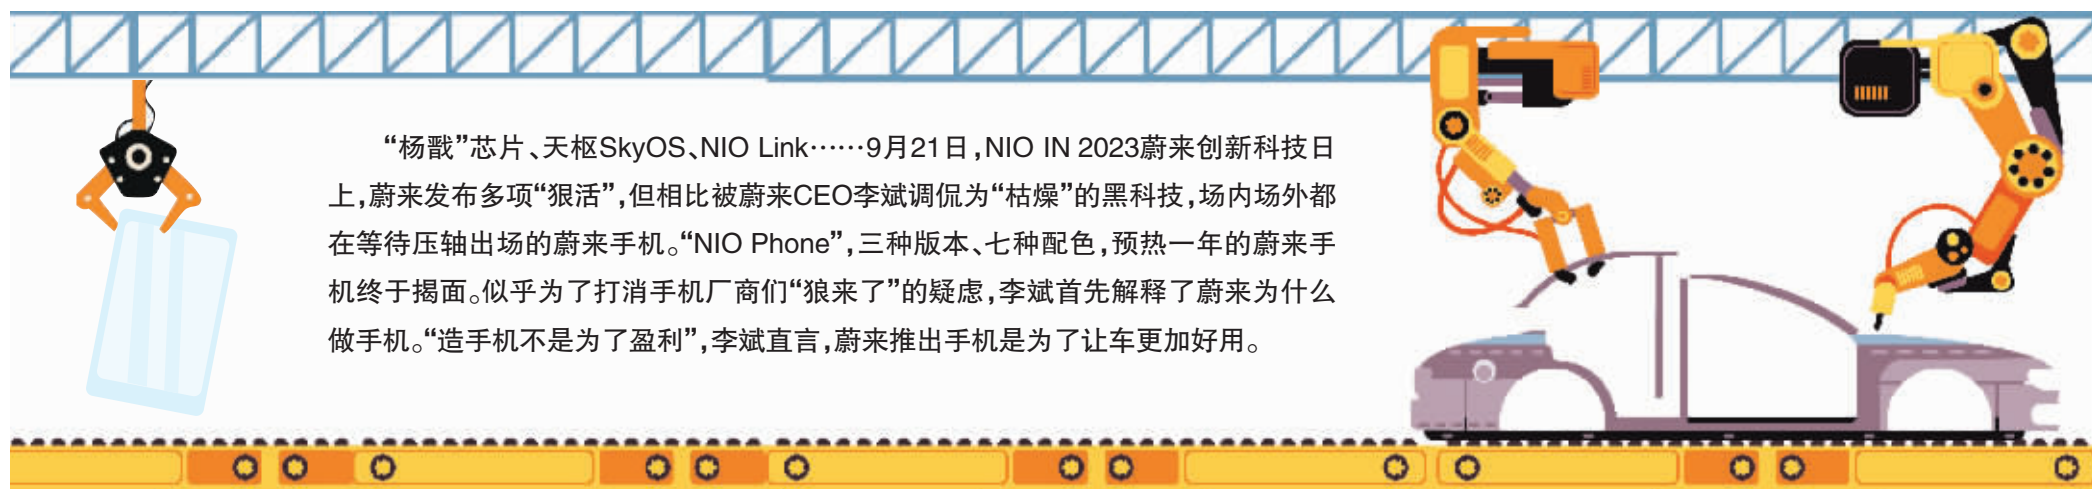 “杨戬”芯片、天枢SkyOS、NIO Link……9月21日，NIO IN 2023蔚来创新科技日
上，蔚来发布多项“狠活”，但相比被蔚来CEO李斌调侃为“枯燥”的黑科技，场内场外都
在等待压轴出场的蔚来手机。“NIO Phone”，三种版本、七种配色，预热一年的蔚来手
机终于揭面。似乎为了打消手机厂商们“狼来了”的疑虑，李斌首先解释了蔚来为什么
做手机。“造手机不是为了盈利”，李斌直言，蔚来推出手机是为了让车更加好用。